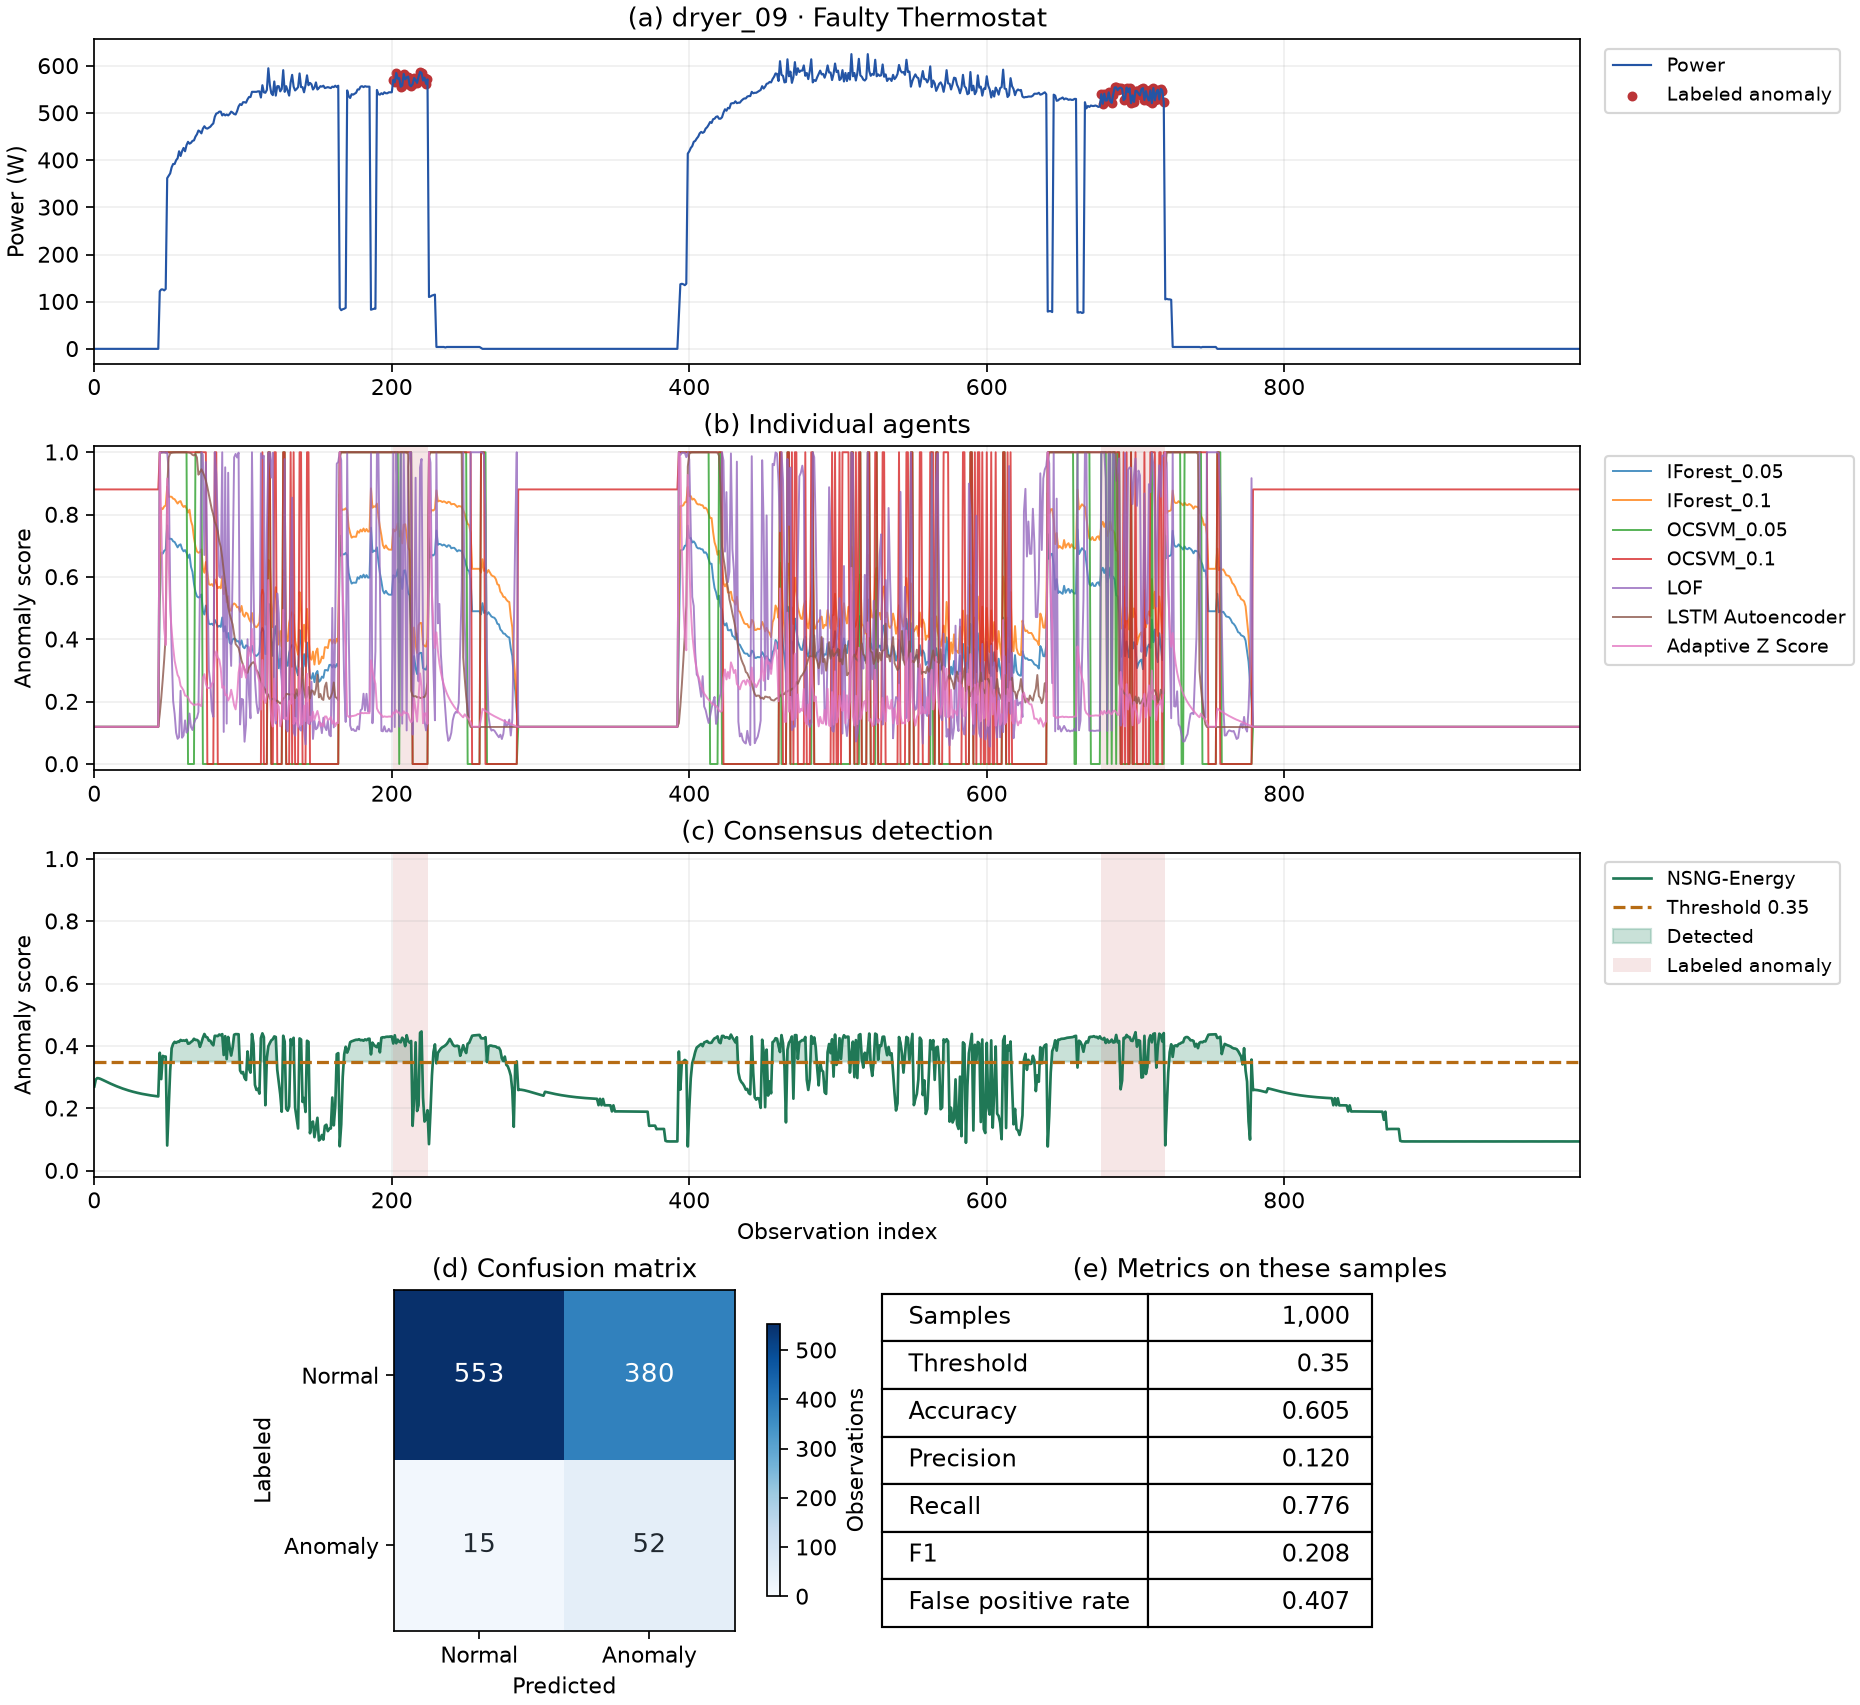 (a) dryer_09 · Faulty Thermostat
Power (W)
600
500
400
300
200
100
0
0
200
400
600
800
Power
Labeled anomaly
(b) Individual agents
Anomaly score
1.0
0.8
0.6
0.4
0.2
0.0
0
200
400
600
800
IForest_0.05
IForest_0.1
OCSVM_0.05
OCSVM_0.1
LOF
LSTM Autoencoder
Adaptive Z Score
(c) Consensus detection
Anomaly score
1.0
0.8
0.6
0.4
0.2
0.0
0
200
400
600
800
Observation index
NSNG-Energy
Threshold 0.35
Detected
Labeled anomaly
(d) Confusion matrix
Labeled
Normal
553
380
Anomaly
15
52
Normal
Anomaly
Predicted
500
400
300
200
100
0
Observations
(e) Metrics on these samples
Samples 1,000
Threshold 0.35
Accuracy 0.605
Precision 0.120
Recall 0.776
F1 0.208
False positive rate 0.407